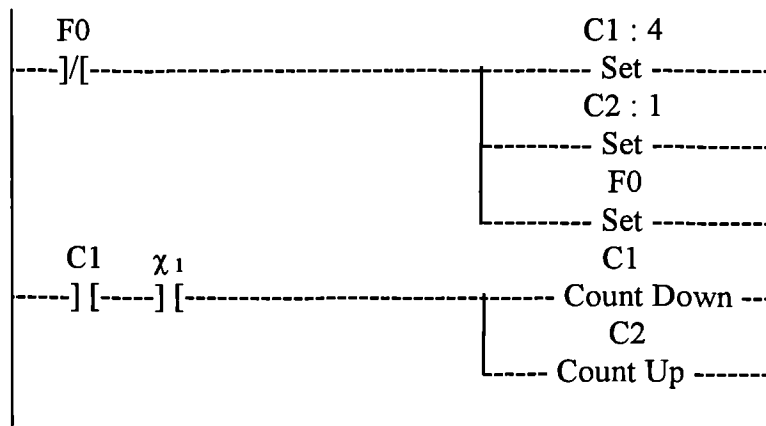 F0 C1 : 4
]/[ Set
C2 : 1
Set
F0
Set
C1 χ1 C1
] [ ] [ Count Down
C2
Count Up